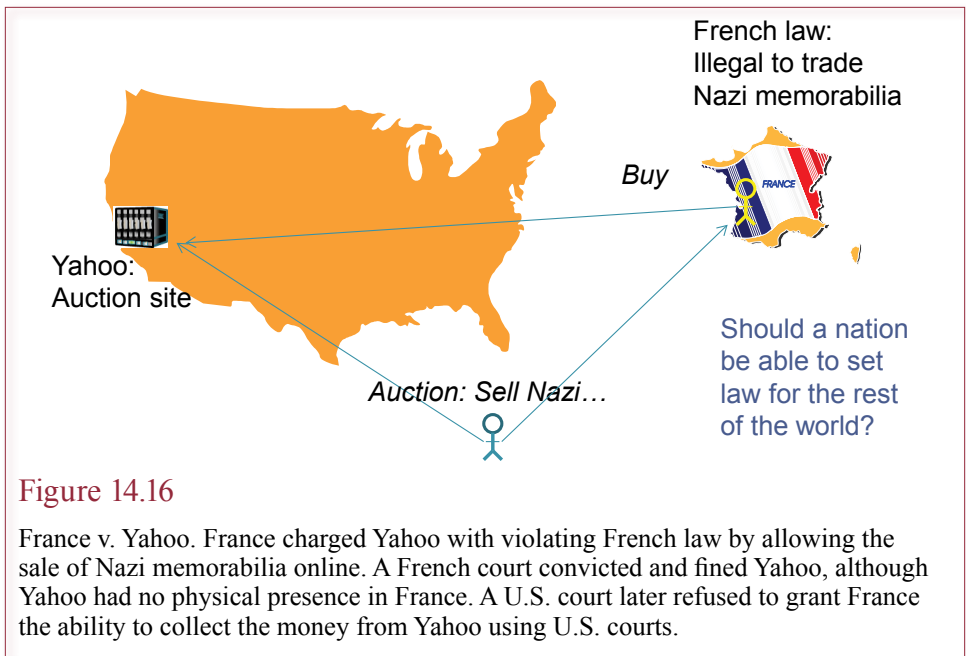 French law:
Illegal to trade
Nazi memorabilia
Buy
FRANCE
Yahoo:
Auction site
Should a nation
be able to set
law for the rest
of the world?
Auction: Sell Nazi…
Figure 14.16
France v. Yahoo. France charged Yahoo with violating French law by allowing the
sale of Nazi memorabilia online. A French court convicted and fined Yahoo, although
Yahoo had no physical presence in France. A U.S. court later refused to grant France
the ability to collect the money from Yahoo using U.S. courts.